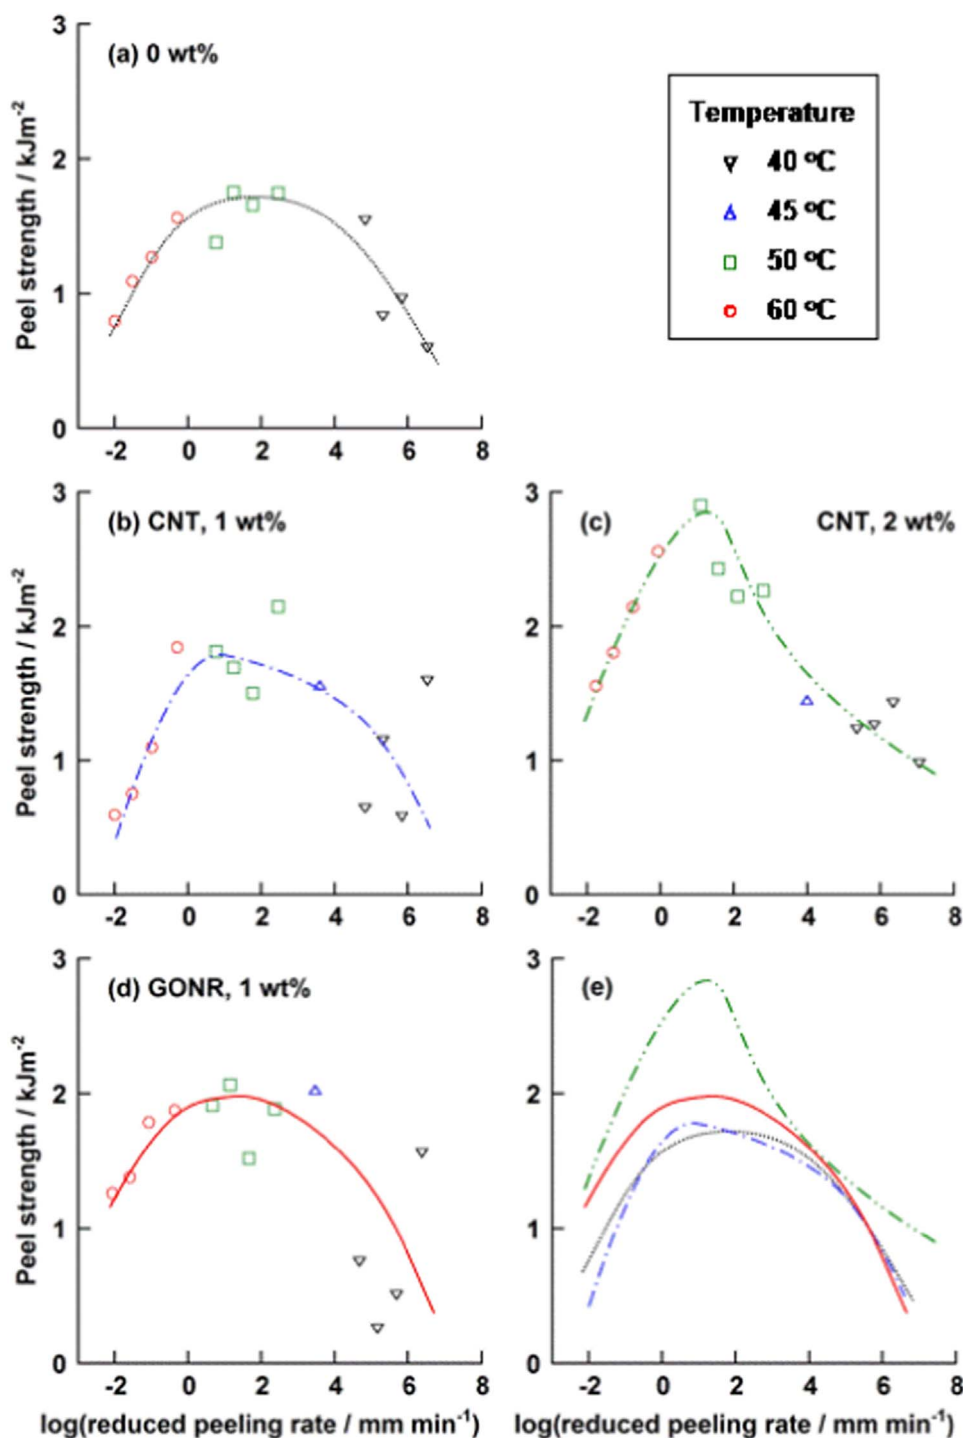 3
(a) 0 wt%
2
1
0
Peel strength / kJm-2
-2 0 2 4 6 8
Temperature
40 °C
45 °C
50 °C
60 °C
3
(b) CNT, 1 wt%
2
1
0
Peel strength / kJm-2
-2 0 2 4 6 8
3
(c) CNT, 2 wt%
2
1
0
-2 0 2 4 6 8
3
(d) GONR, 1 wt%
2
1
0
Peel strength / kJm-2
-2 0 2 4 6 8
log(reduced peeling rate / mm min-1)
3
(e)
2
1
0
-2 0 2 4 6 8
log(reduced peeling rate / mm min-1)